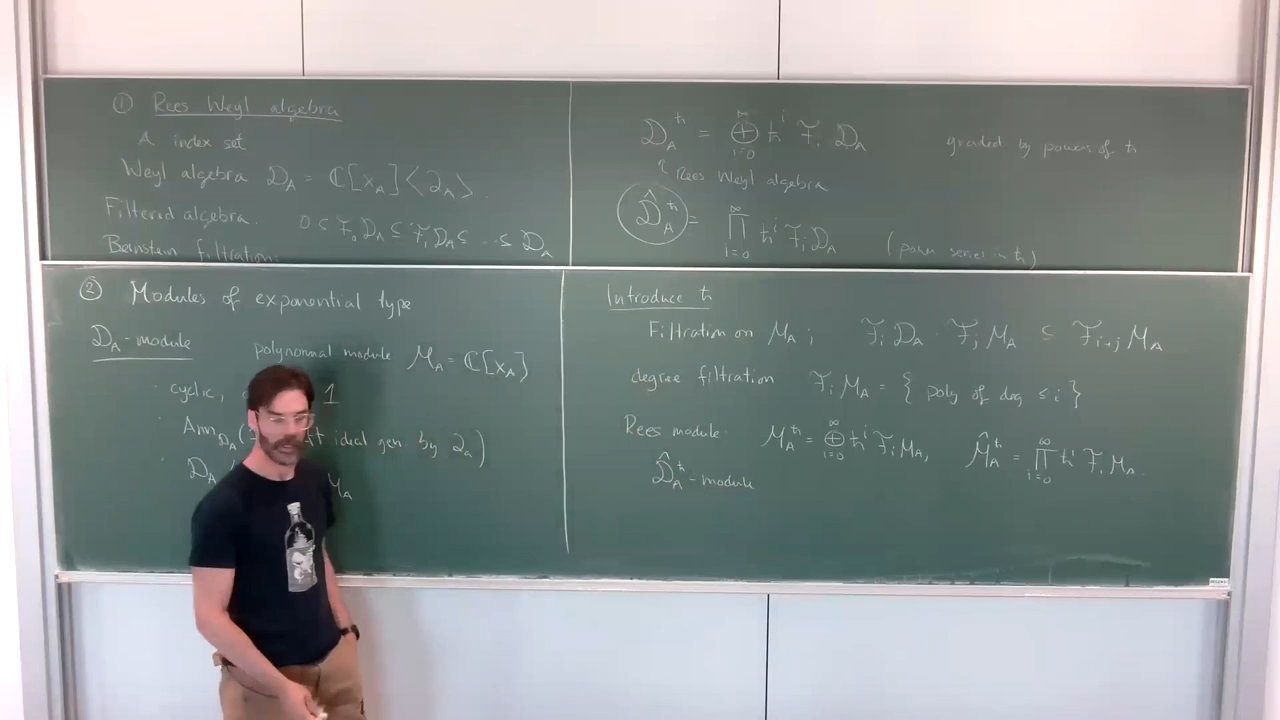 ① Rees Weyl algebra
A index set
Weyl algebra D_A = ℂ[x_A]⟨∂_A⟩.
Filtered algebra. 0 ⊆ F_0 D_A ⊆ F_1 D_A ⊆ ... ⊆ D_A
Bernstein filtration:
D_A^ħ = ⊕_{i=0}^∞ ħ^i F_i D_A graded by powers of ħ
Rees Weyl algebra
D̂_A^ħ = ∏_{i=0}^∞ ħ^i F_i D_A (power series in ħ)
② Modules of exponential type
D_A-module
polynomial module M_A = ℂ[x_A]
· cyclic, 1
· Ann_{D_A}( ideal gen. by ∂_a)
· D_A M_A
Introduce ħ
Filtration on M_A ; F_i D_A · F_j M_A ⊆ F_{i+j} M_A
degree filtration F_i M_A = { poly of deg ≤ i }
Rees module: M_A^ħ = ⊕_{i=0}^∞ ħ^i F_i M_A, M̂_A^ħ = ∏_{i=0}^∞ ħ^i F_i M_A
D̂_A^ħ-module